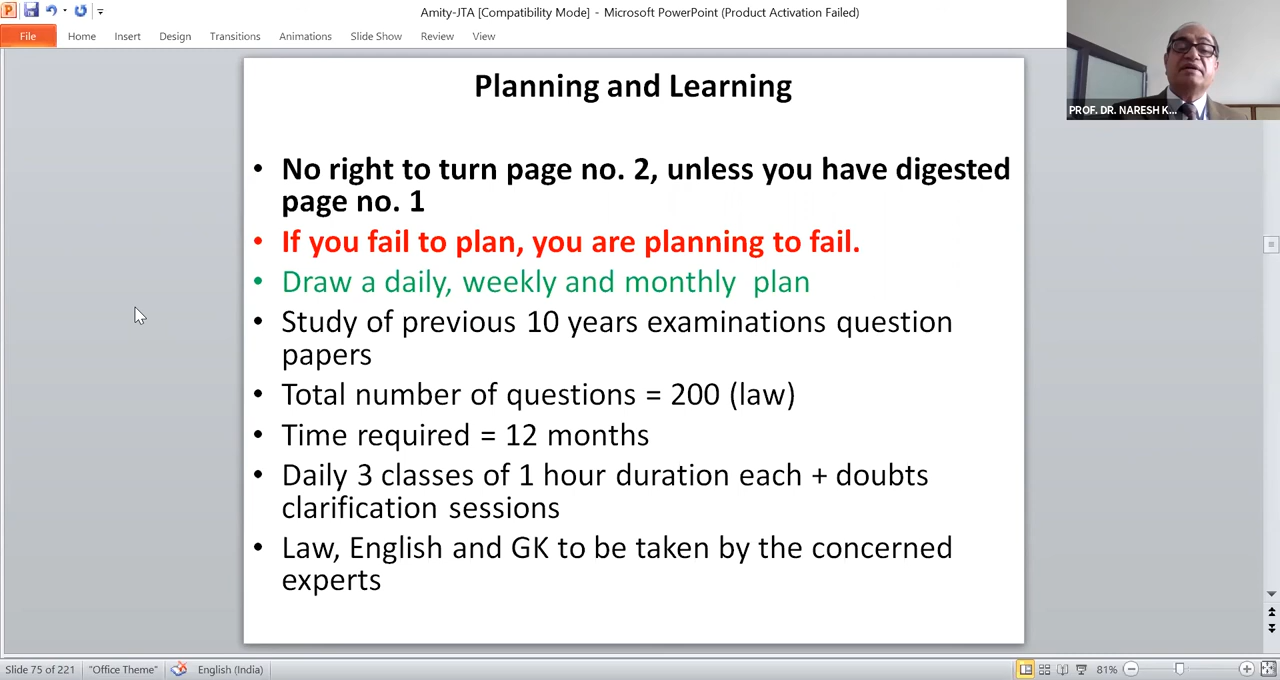 Amity-JTA [Compatibility Mode] - Microsoft PowerPoint (Product Activation Failed)
File Home Insert Design Transitions Animations Slide Show Review View
PROF. DR. NARESH K...
Planning and Learning
• No right to turn page no. 2, unless you have digested
page no. 1
• If you fail to plan, you are planning to fail.
• Draw a daily, weekly and monthly plan
• Study of previous 10 years examinations question
papers
• Total number of questions = 200 (law)
• Time required = 12 months
• Daily 3 classes of 1 hour duration each + doubts
clarification sessions
• Law, English and GK to be taken by the concerned
experts
Slide 75 of 221 "Office Theme" English (India) 81%